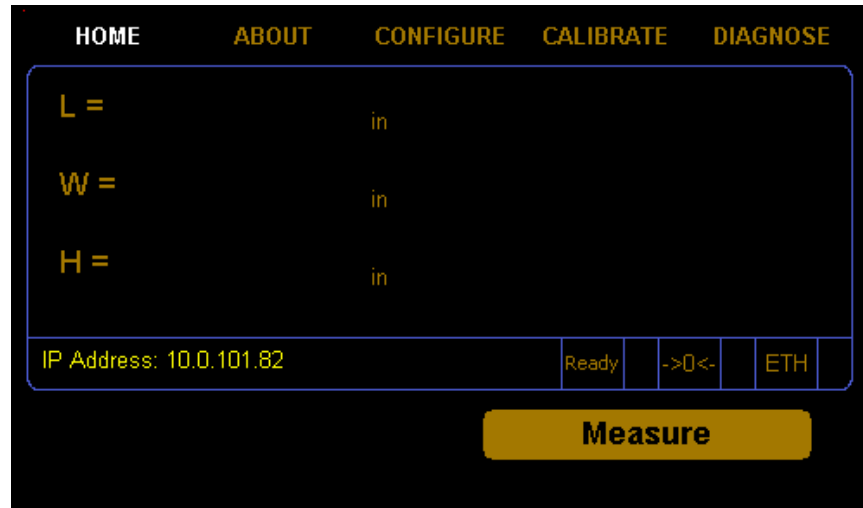 HOME ABOUT CONFIGURE CALIBRATE DIAGNOSE
L = in
W = in
H = in
IP Address: 10.0.101.82 Ready ->0<- ETH
Measure